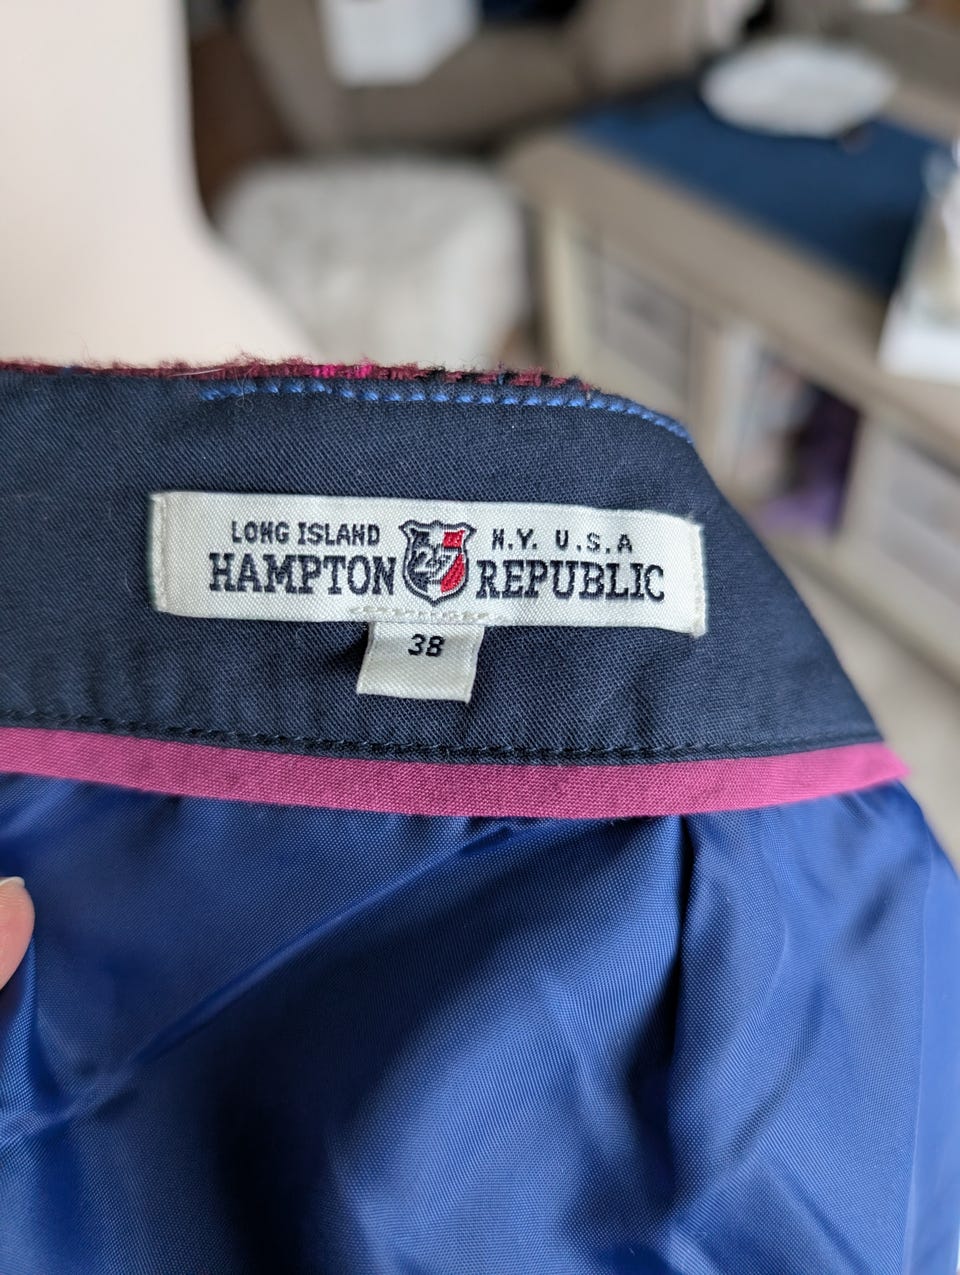 LONG ISLAND N.Y. U.S.A
HAMPTON 27 REPUBLIC
38